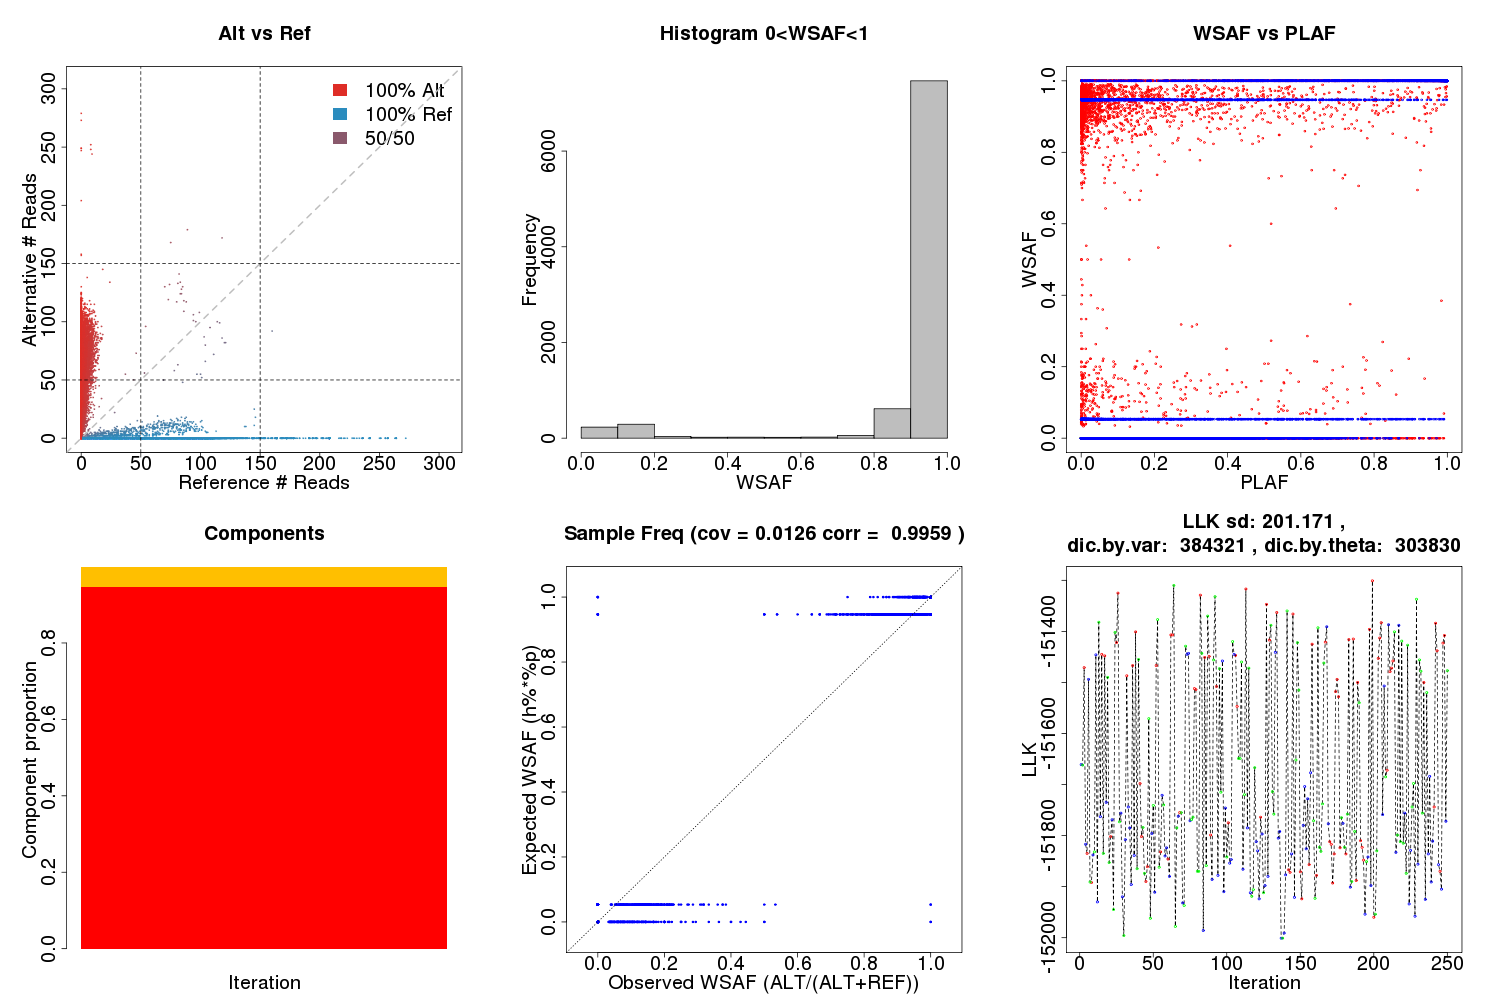 Alt vs Ref
100% Alt
100% Ref
50/50
Alternative # Reads
0 50 100 150 200 250 300
0 50 100 150 200 250 300
Reference # Reads
Histogram 0<WSAF<1
Frequency
0 2000 4000 6000
0.0 0.2 0.4 0.6 0.8 1.0
WSAF
WSAF vs PLAF
WSAF
0.0 0.2 0.4 0.6 0.8 1.0
0.0 0.2 0.4 0.6 0.8 1.0
PLAF
Components
Component proportion
0.0 0.2 0.4 0.6 0.8
Iteration
Sample Freq (cov = 0.0126 corr = 0.9959 )
Expected WSAF (h%*%p)
0.0 0.2 0.4 0.6 0.8 1.0
0.0 0.2 0.4 0.6 0.8 1.0
Observed WSAF (ALT/(ALT+REF))
LLK sd: 201.171 ,
dic.by.var: 384321 , dic.by.theta: 303830
LLK
-152000 -151800 -151600 -151400
0 50 100 150 200 250
Iteration